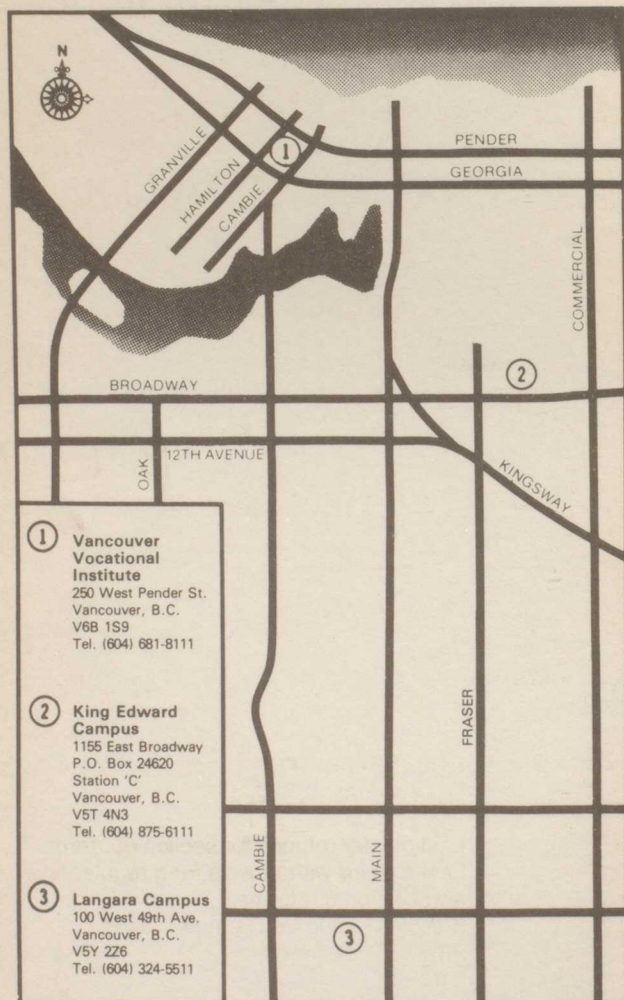 N
PENDER
GEORGIA
GRANVILLE
HAMILTON
CAMBIE
1
COMMERCIAL
2
BROADWAY
12TH AVENUE
OAK
KINGSWAY
1 Vancouver
Vocational
Institute
250 West Pender St.
Vancouver, B.C.
V6B 1S9
Tel. (604) 681-8111
2 King Edward
Campus
1155 East Broadway
P.O. Box 24620
Station 'C'
Vancouver, B.C.
V5T 4N3
Tel. (604) 875-6111
3 Langara Campus
100 West 49th Ave.
Vancouver, B.C.
V5Y 2Z6
Tel. (604) 324-5511
FRASER
CAMBIE
MAIN
3